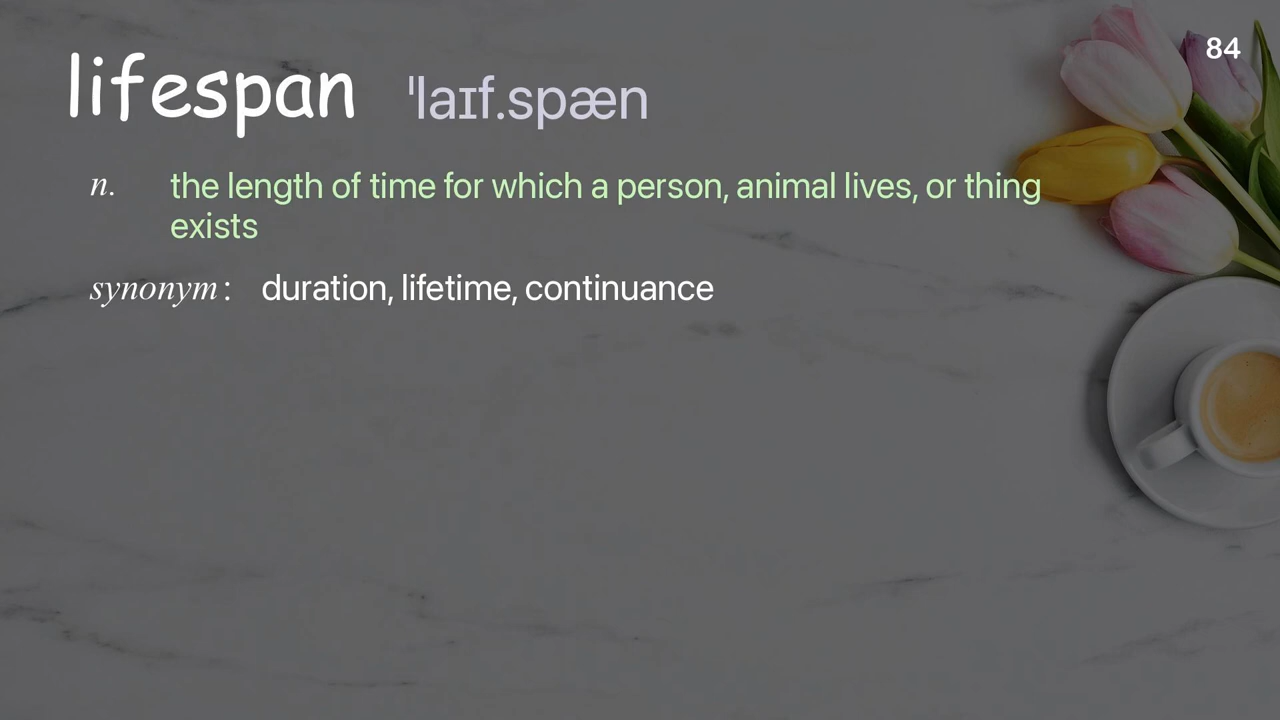 84
lifespan ˈlaɪf.spæn
n. the length of time for which a person, animal lives, or thing
exists
synonym: duration, lifetime, continuance